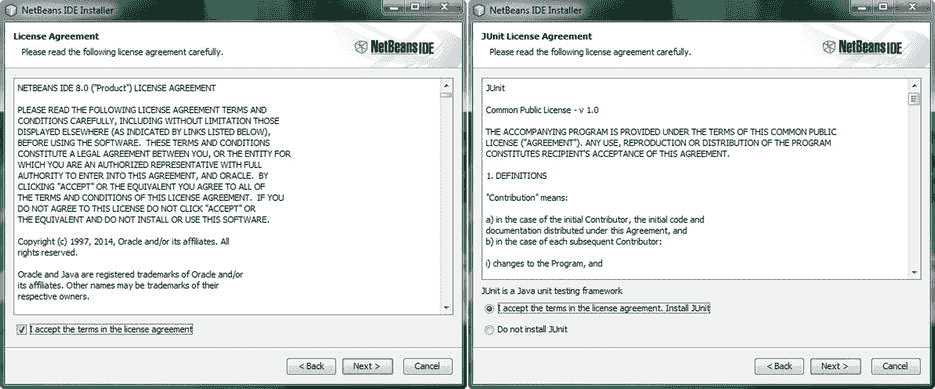 NetBeans IDE Installer
License Agreement
Please read the following license agreement carefully.
NetBeans IDE
NETBEANS IDE 8.0 ("Product") LICENSE AGREEMENT
PLEASE READ THE FOLLOWING LICENSE AGREEMENT TERMS AND
CONDITIONS CAREFULLY, INCLUDING WITHOUT LIMITATION THOSE
DISPLAYED ELSEWHERE (AS INDICATED BY LINKS LISTED BELOW),
BEFORE USING THE SOFTWARE. THESE TERMS AND CONDITIONS
CONSTITUTE A LEGAL AGREEMENT BETWEEN YOU, OR THE ENTITY FOR
WHICH YOU ARE AN AUTHORIZED REPRESENTATIVE WITH FULL
AUTHORITY TO ENTER INTO THIS AGREEMENT, AND ORACLE. BY
CLICKING "ACCEPT" OR THE EQUIVALENT YOU AGREE TO ALL OF
THE TERMS AND CONDITIONS OF THIS LICENSE AGREEMENT. IF YOU
DO NOT AGREE TO THIS LICENSE DO NOT CLICK "ACCEPT" OR
THE EQUIVALENT AND DO NOT INSTALL OR USE THIS SOFTWARE.
Copyright (c) 1997, 2014, Oracle and/or its affiliates. All
rights reserved.
Oracle and Java are registered trademarks of Oracle and/or
its affiliates. Other names may be trademarks of their
respective owners.
I accept the terms in the license agreement
< Back
Next >
Cancel
NetBeans IDE Installer
JUnit License Agreement
Please read the following license agreement carefully.
NetBeans IDE
JUnit
Common Public License - v 1.0
THE ACCOMPANYING PROGRAM IS PROVIDED UNDER THE TERMS OF THIS COMMON PUBLIC
LICENSE ("AGREEMENT"). ANY USE, REPRODUCTION OR DISTRIBUTION OF THE PROGRAM
CONSTITUTES RECIPIENT'S ACCEPTANCE OF THIS AGREEMENT.
1. DEFINITIONS
"Contribution" means:
a) in the case of the initial Contributor, the initial code and
documentation distributed under this Agreement, and
b) in the case of each subsequent Contributor:
i) changes to the Program, and
JUnit is a Java unit testing framework
I accept the terms in the license agreement. Install JUnit
Do not install JUnit
< Back
Next >
Cancel